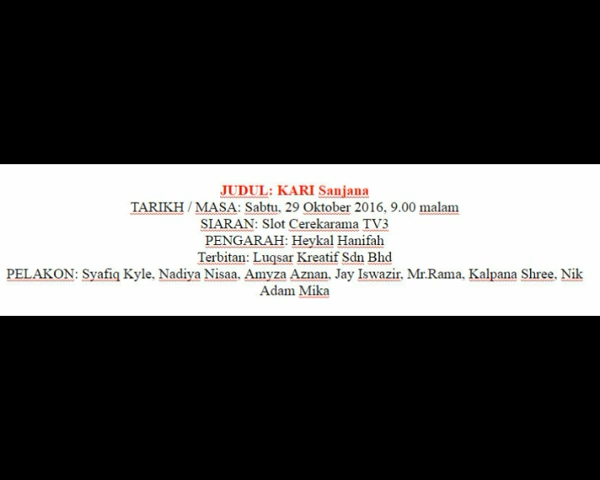 JUDUL: KARI Sanjana
TARIKH / MASA: Sabtu, 29 Oktober 2016, 9.00 malam
SIARAN: Slot Cerekarama TV3
PENGARAH: Heykal Hanifah
Terbitan: Luqsar Kreatif Sdn Bhd
PELAKON: Syafiq Kyle, Nadiya Nisaa, Amyza Aznan, Jay Iswazir, Mr.Rama, Kalpana Shree, Nik
Adam Mika